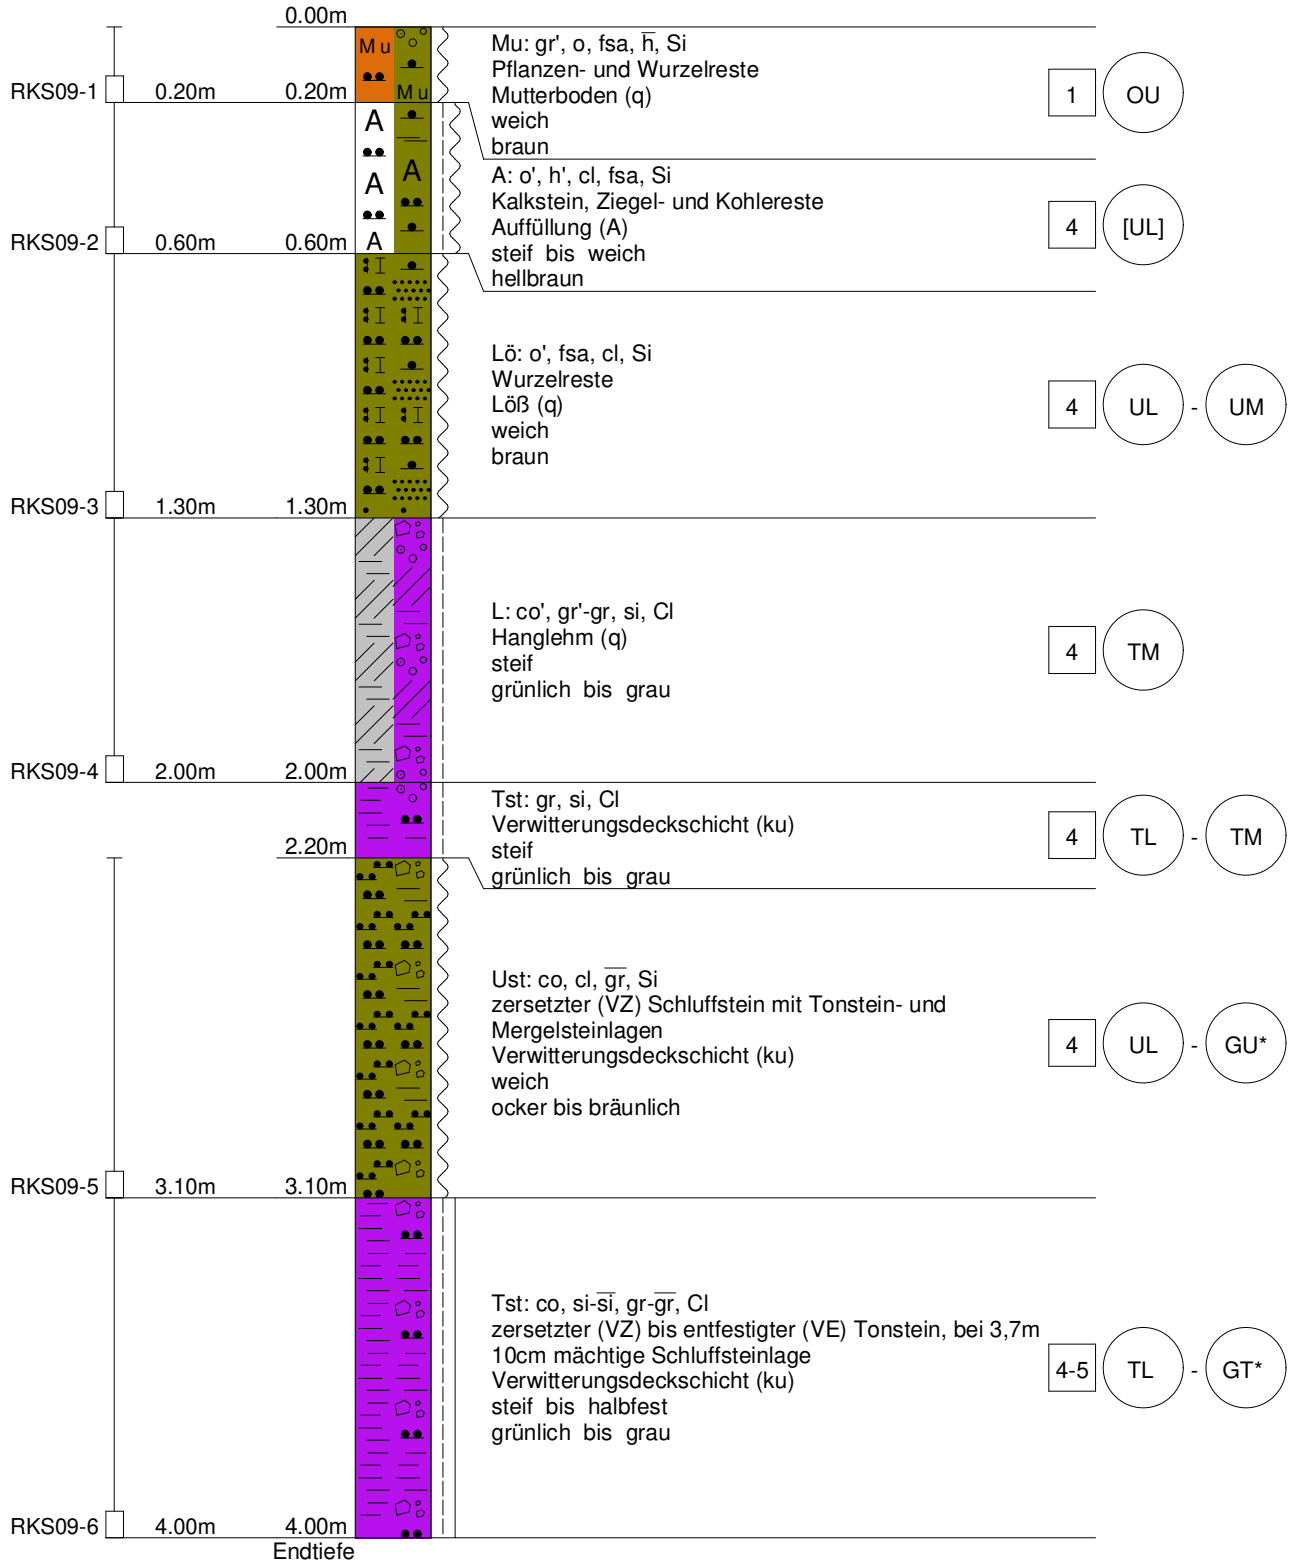 0.00m
Mu
Mu
RKS09-1 0.20m 0.20m
Mu: gr', o, fsa, h̅, Si
Pflanzen- und Wurzelreste
Mutterboden (q)
weich
braun
1 OU
A
A
A
A
RKS09-2 0.60m 0.60m
A: o', h', cl, fsa, Si
Kalkstein, Ziegel- und Kohlereste
Auffüllung (A)
steif bis weich
hellbraun
4 [UL]
Lö: o', fsa, cl, Si
Wurzelreste
Löß (q)
weich
braun
4 UL - UM
RKS09-3 1.30m 1.30m
L: co', gr'-gr, si, Cl
Hanglehm (q)
steif
grünlich bis grau
4 TM
RKS09-4 2.00m 2.00m
Tst: gr, si, Cl
Verwitterungsdeckschicht (ku)
steif
grünlich bis grau
4 TL - TM
2.20m
Ust: co, cl, g̅r̅, Si
zersetzter (VZ) Schluffstein mit Tonstein- und
Mergelsteinlagen
Verwitterungsdeckschicht (ku)
weich
ocker bis bräunlich
4 UL - GU*
RKS09-5 3.10m 3.10m
Tst: co, si-s̅i̅, gr-g̅r̅, Cl
zersetzter (VZ) bis entfestigter (VE) Tonstein, bei 3,7m
10cm mächtige Schluffsteinlage
Verwitterungsdeckschicht (ku)
steif bis halbfest
grünlich bis grau
4-5 TL - GT*
RKS09-6 4.00m 4.00m
Endtiefe